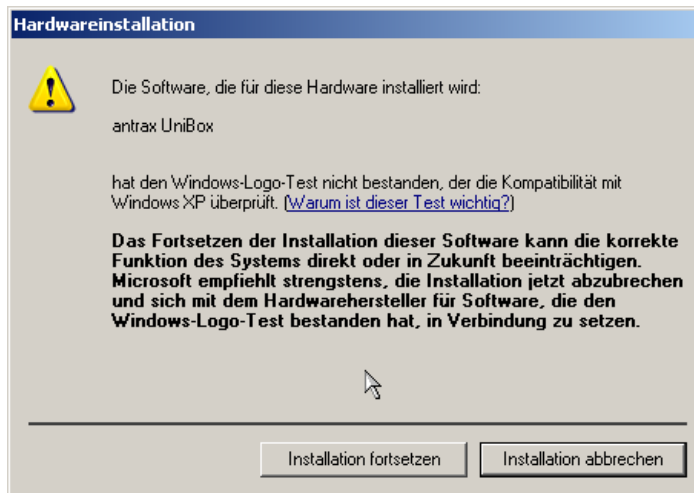 Hardwareinstallation
Die Software, die für diese Hardware installiert wird:
antrax UniBox
hat den Windows-Logo-Test nicht bestanden, der die Kompatibilität mit
Windows XP überprüft. (Warum ist dieser Test wichtig?)
Das Fortsetzen der Installation dieser Software kann die korrekte
Funktion des Systems direkt oder in Zukunft beeinträchtigen.
Microsoft empfiehlt strengstens, die Installation jetzt abzubrechen
und sich mit dem Hardwarehersteller für Software, die den
Windows-Logo-Test bestanden hat, in Verbindung zu setzen.
Installation fortsetzen
Installation abbrechen